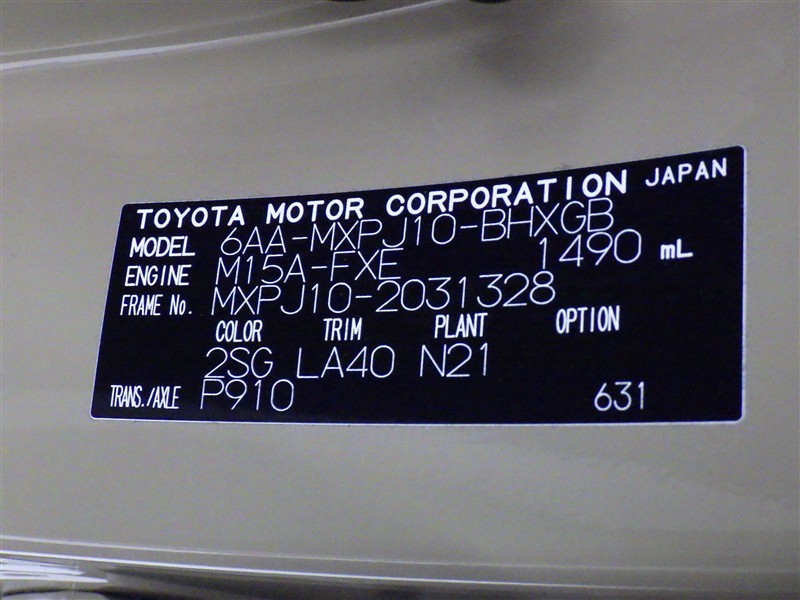 TOYOTA MOTOR CORPORATION JAPAN
MODEL 6AA-MXPJ10-BHXGB
ENGINE M15A-FXE 1490 mL
FRAME No. MXPJ10-2031328
COLOR TRIM PLANT OPTION
2SG LA40 N21
TRANS./AXLE P910 631